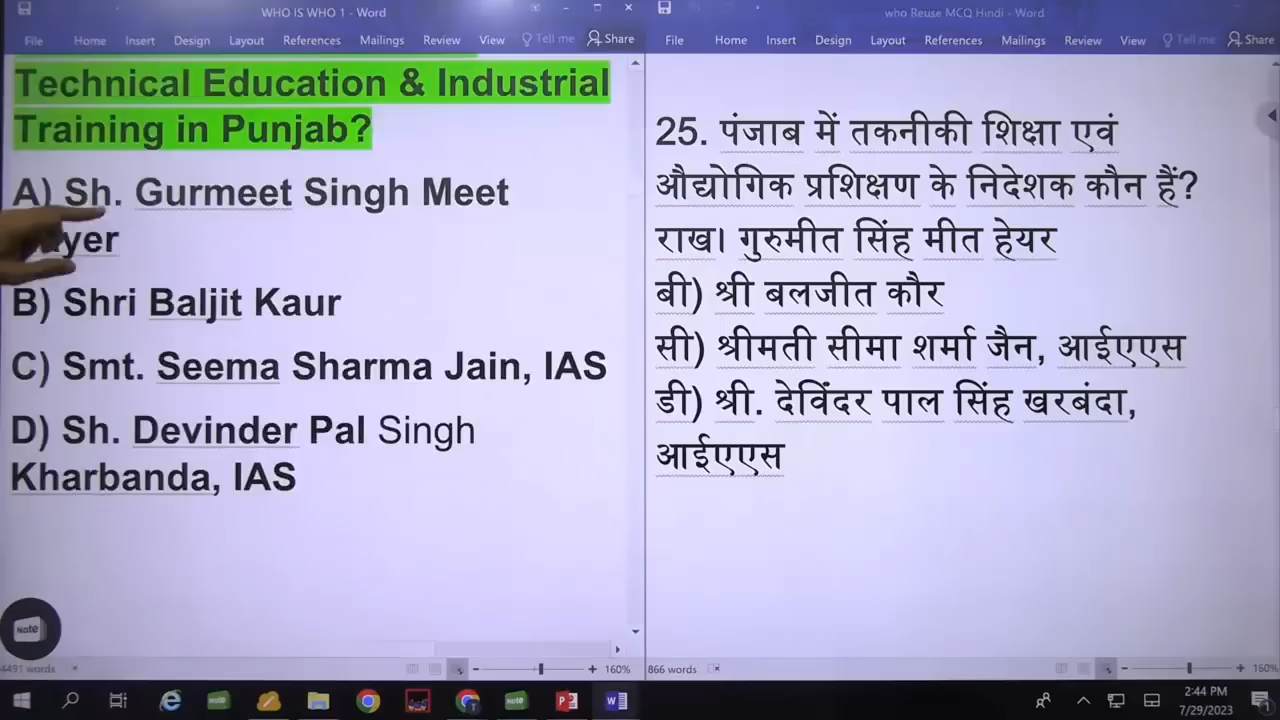 WHO IS WHO 1 - Word
File Home Insert Design Layout References Mailings Review View Tell me Share
Technical Education & Industrial
Training in Punjab?
A) Sh. Gurmeet Singh Meet
yer
B) Shri Baljit Kaur
C) Smt. Seema Sharma Jain, IAS
D) Sh. Devinder Pal Singh
Kharbanda, IAS
Note
4491 words
160%
who Reuse MCQ Hindi - Word
File Home Insert Design Layout References Mailings Review View Tell me Share
25. पंजाब में तकनीकी शिक्षा एवं
औद्योगिक प्रशिक्षण के निदेशक कौन हैं?
राख। गुरुमीत सिंह मीत हेयर
बी) श्री बलजीत कौर
सी) श्रीमती सीमा शर्मा जैन, आईएएस
डी) श्री. देविंदर पाल सिंह खरबंदा,
आईएएस
866 words
160%
2:44 PM
7/29/2023